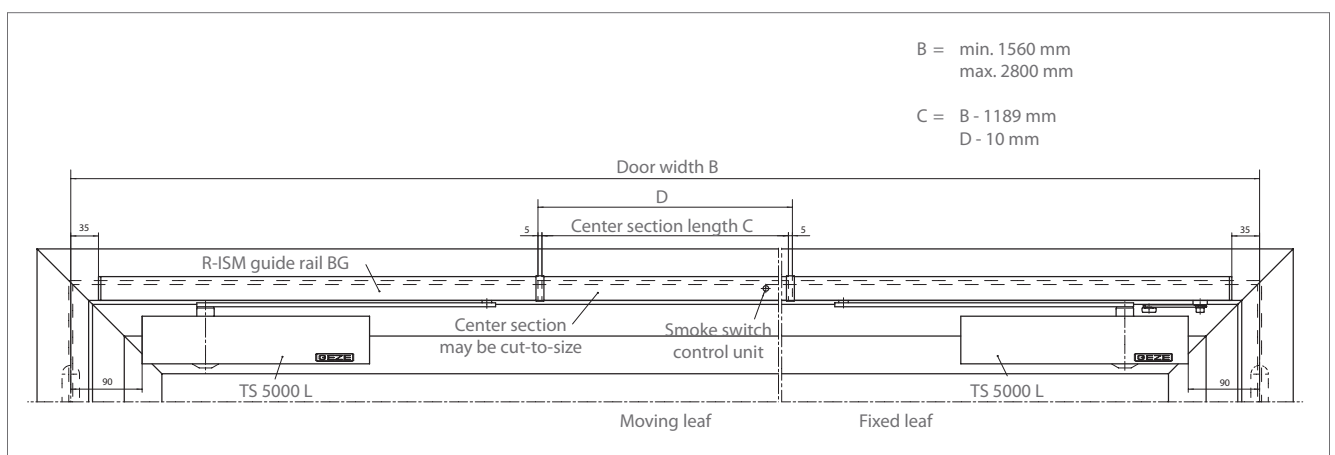 B = min. 1560 mm
max. 2800 mm
C = B - 1189 mm
D - 10 mm
Door width B
D
35
5
Center section length C
5
35
R-ISM guide rail BG
Center section
may be cut-to-size
Smoke switch
control unit
GEZE
GEZE
90
TS 5000 L
TS 5000 L
90
Moving leaf
Fixed leaf